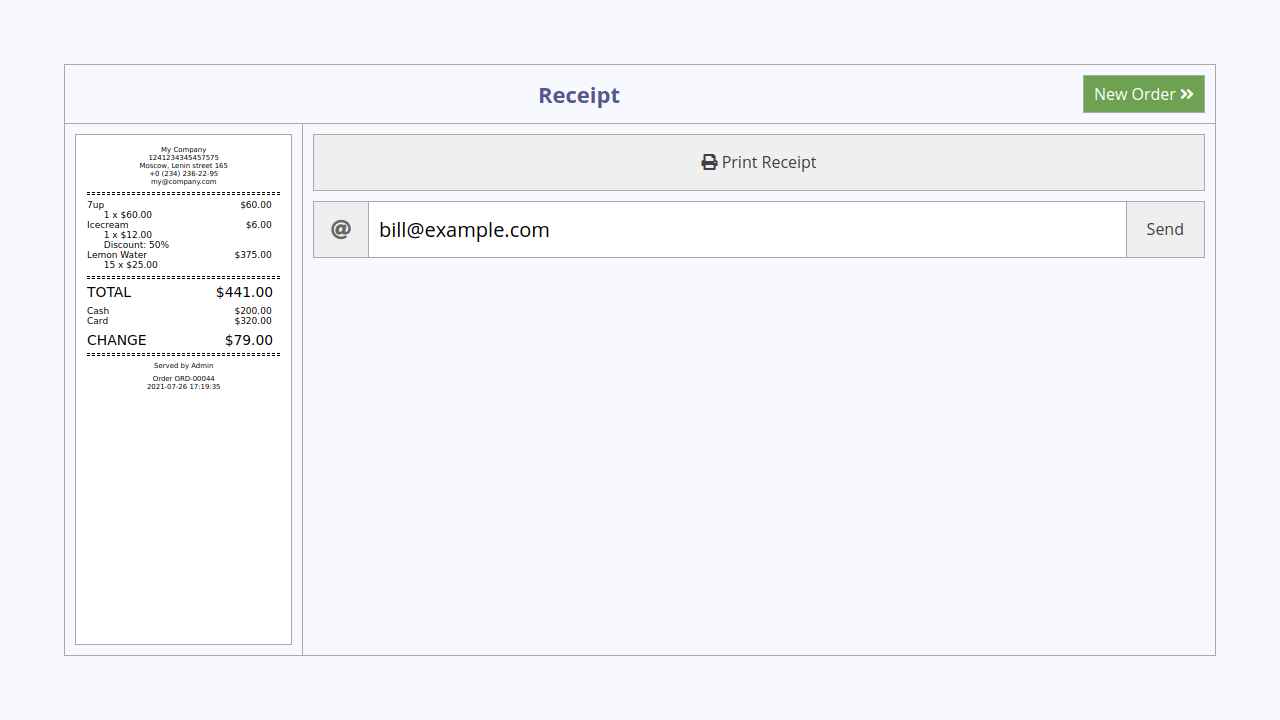 Receipt
New Order
My Company
1241234345457575
Moscow, Lenin street 165
+0 (234) 236-22-95
my@company.com
7up $60.00
1 x $60.00
Icecream $6.00
1 x $12.00
Discount: 50%
Lemon Water $375.00
15 x $25.00
TOTAL $441.00
Cash $200.00
Card $320.00
CHANGE $79.00
Served by Admin
Order ORD-00044
2021-07-26 17:19:35
Print Receipt
@ bill@example.com Send